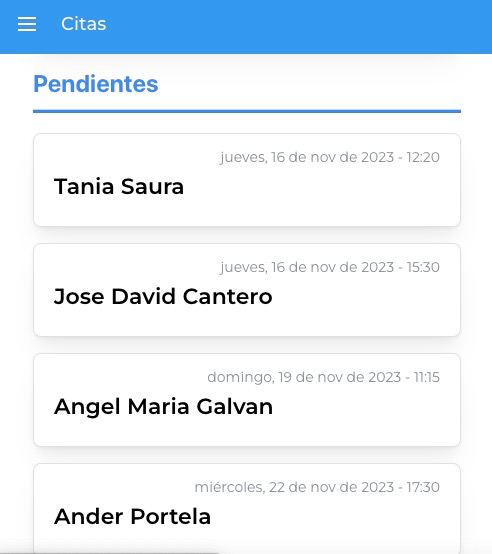 Citas
Pendientes
jueves, 16 de nov de 2023 - 12:20
Tania Saura
jueves, 16 de nov de 2023 - 15:30
Jose David Cantero
domingo, 19 de nov de 2023 - 11:15
Angel Maria Galvan
miércoles, 22 de nov de 2023 - 17:30
Ander Portela